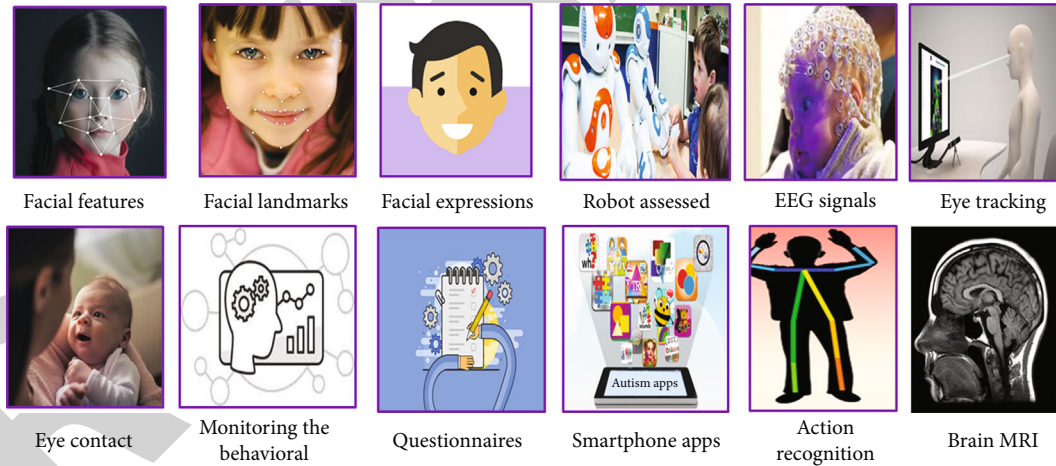 Facial features
Facial landmarks
Facial expressions
Robot assessed
EEG signals
Eye tracking
Autism apps
Eye contact
Monitoring the
behavioral
Questionnaires
Smartphone apps
Action
recognition
Brain MRI